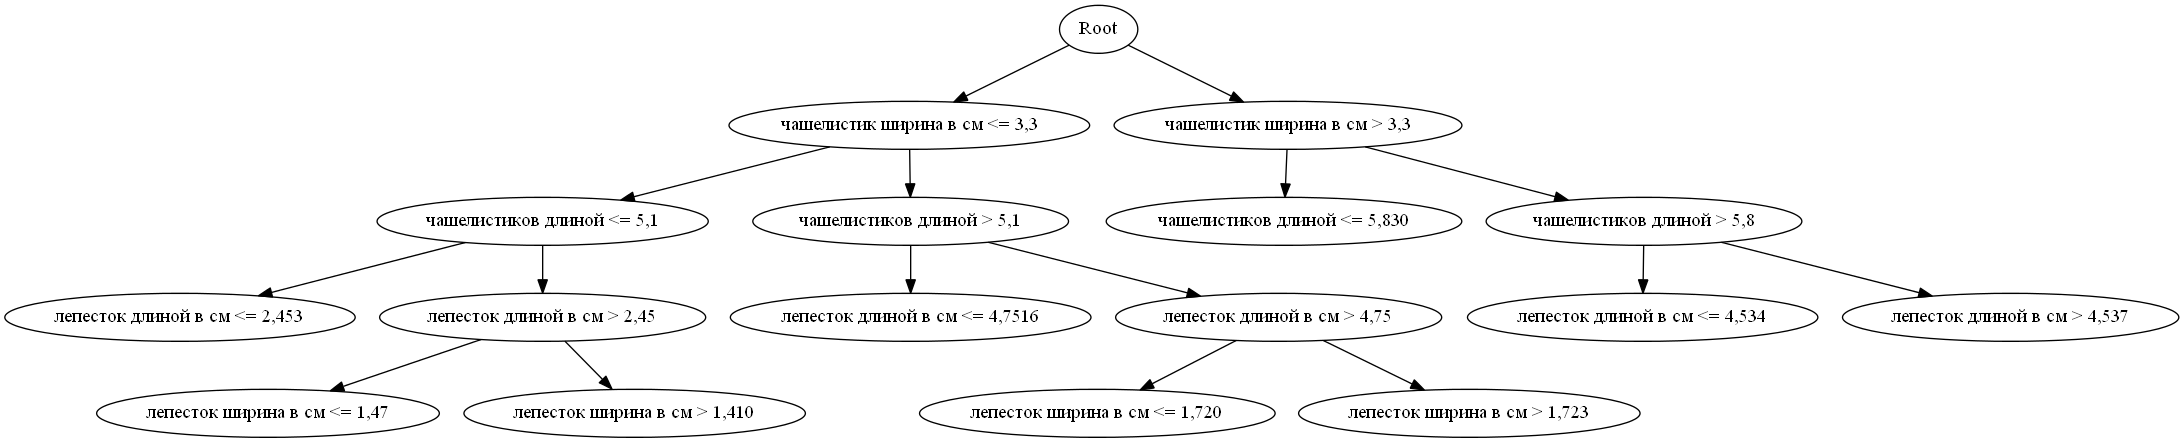 Root
чашелистик ширина в см <= 3,3
чашелистик ширина в см > 3,3
чашелистиков длиной <= 5,1
чашелистиков длиной > 5,1
чашелистиков длиной <= 5,830
чашелистиков длиной > 5,8
лепесток длиной в см <= 2,453
лепесток длиной в см > 2,45
лепесток длиной в см <= 4,7516
лепесток длиной в см > 4,75
лепесток длиной в см <= 4,534
лепесток длиной в см > 4,537
лепесток ширина в см <= 1,47
лепесток ширина в см > 1,410
лепесток ширина в см <= 1,720
лепесток ширина в см > 1,723